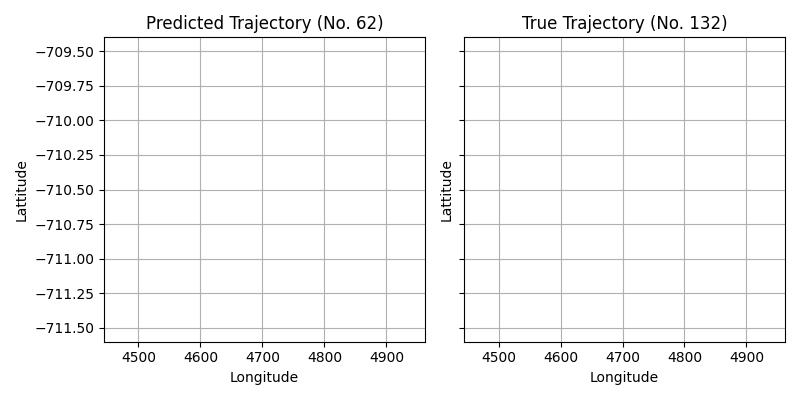 Predicted Trajectory (No. 62)
−709.50
−709.75
−710.00
−710.25
−710.50
−710.75
−711.00
−711.25
−711.50
Lattitude
4500 4600 4700 4800 4900
Longitude
True Trajectory (No. 132)
Lattitude
4500 4600 4700 4800 4900
Longitude